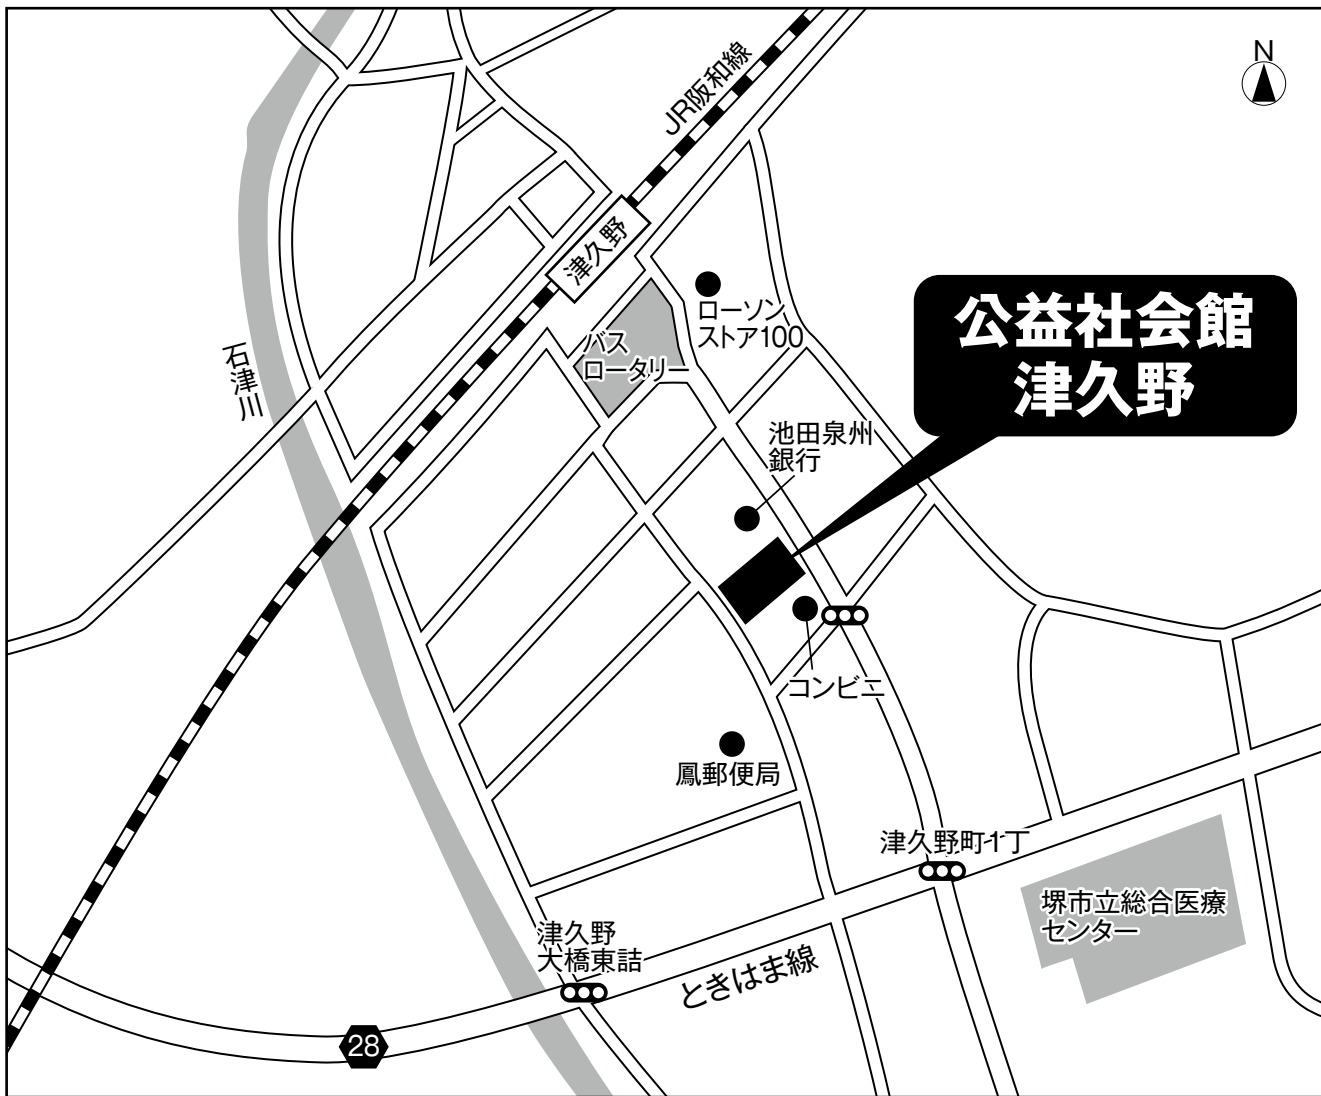 N
JR阪和線
津久野
ローソン
ストア100
バス
ロータリー
石津川
公益社会館
津久野
池田泉州
銀行
コンビニ
鳳郵便局
津久野町1丁
堺市立総合医療
センター
津久野
大橋東詰
ときはま線
28